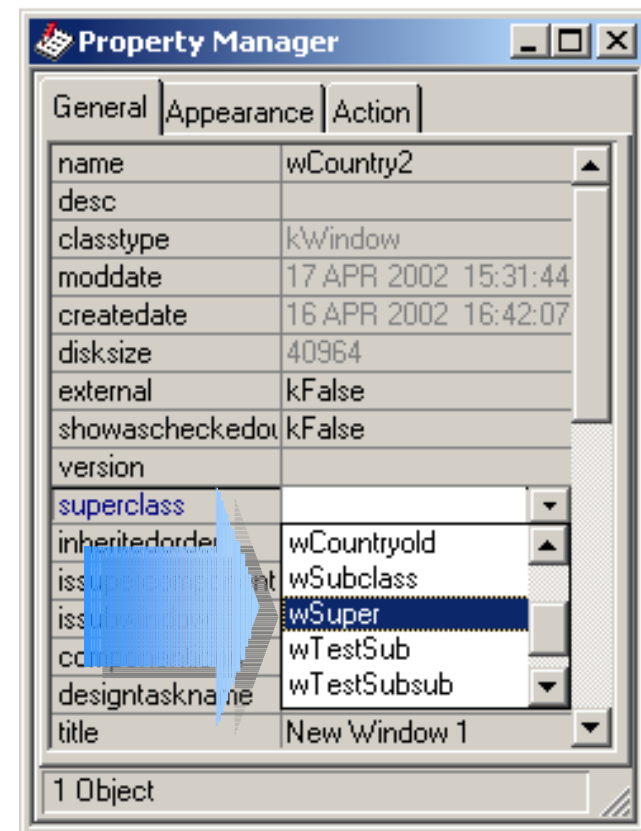 Property Manager
General Appearance Action
name wCountry2
desc
classtype kWindow
moddate 17 APR 2002 15:31:44
createdate 16 APR 2002 16:42:07
disksize 40964
external kFalse
showascheckedou kFalse
version
superclass
inheritedorder wCountryold
wSubclass
wSuper
wTestSub
designtaskname wTestSubsub
title New Window 1
1 Object